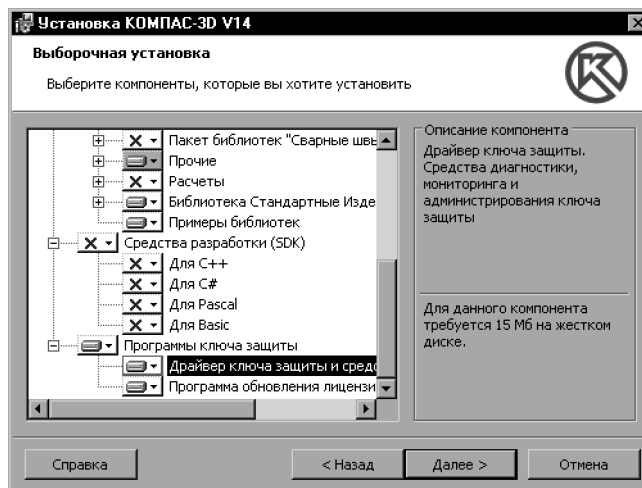 Установка КОМПАС-3D V14
Выборочная установка
Выберите компоненты, которые вы хотите установить
Пакет библиотек "Сварные швы
Прочие
Расчеты
Библиотека Стандартные Изде
Примеры библиотек
Средства разработки (SDK)
Для C++
Для C#
Для Pascal
Для Basic
Программы ключа защиты
Драйвер ключа защиты и средс
Программа обновления лицензи
Описание компонента
Драйвер ключа защиты.
Средства диагностики,
мониторинга и
администрирования ключа
защиты
Для данного компонента
требуется 15 Мб на жестком
диске.
Справка
< Назад
Далее >
Отмена